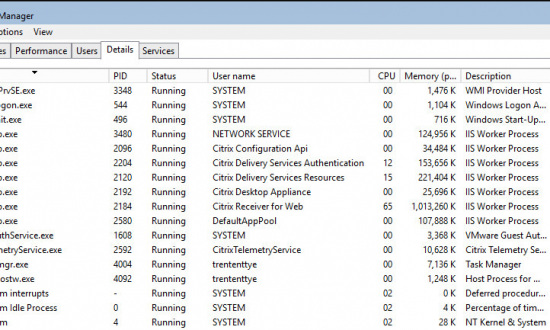 Manager
ptions View
es Performance Users Details Services
PID Status User name CPU Memory (p... Description
PrvSE.exe 3348 Running SYSTEM 00 1,476 K WMI Provider Host
ogon.exe 544 Running SYSTEM 00 1,104 K Windows Logon A...
nit.exe 496 Running SYSTEM 00 716 K Windows Start-Up...
p.exe 3480 Running NETWORK SERVICE 00 124,956 K IIS Worker Process
p.exe 2096 Running Citrix Configuration Api 00 34,484 K IIS Worker Process
p.exe 2204 Running Citrix Delivery Services Authentication 12 153,656 K IIS Worker Process
p.exe 2120 Running Citrix Delivery Services Resources 15 221,404 K IIS Worker Process
p.exe 2192 Running Citrix Desktop Appliance 00 25,696 K IIS Worker Process
p.exe 2184 Running Citrix Receiver for Web 65 1,013,260 K IIS Worker Process
p.exe 2580 Running DefaultAppPool 00 107,888 K IIS Worker Process
uthService.exe 1608 Running SYSTEM 00 3,368 K VMware Guest Aut...
metryService.exe 2592 Running CitrixTelemetryService 00 10,628 K Citrix Telemetry Se...
mgr.exe 4004 Running trententtye 00 7,136 K Task Manager
ostw.exe 4092 Running trententtye 00 1,248 K Host Process for ...
m interrupts - Running SYSTEM 02 0 K Deferred procedur...
m Idle Process 0 Running SYSTEM 02 4 K Percentage of tim...
m 4 Running SYSTEM 02 28 K NT Kernel & System